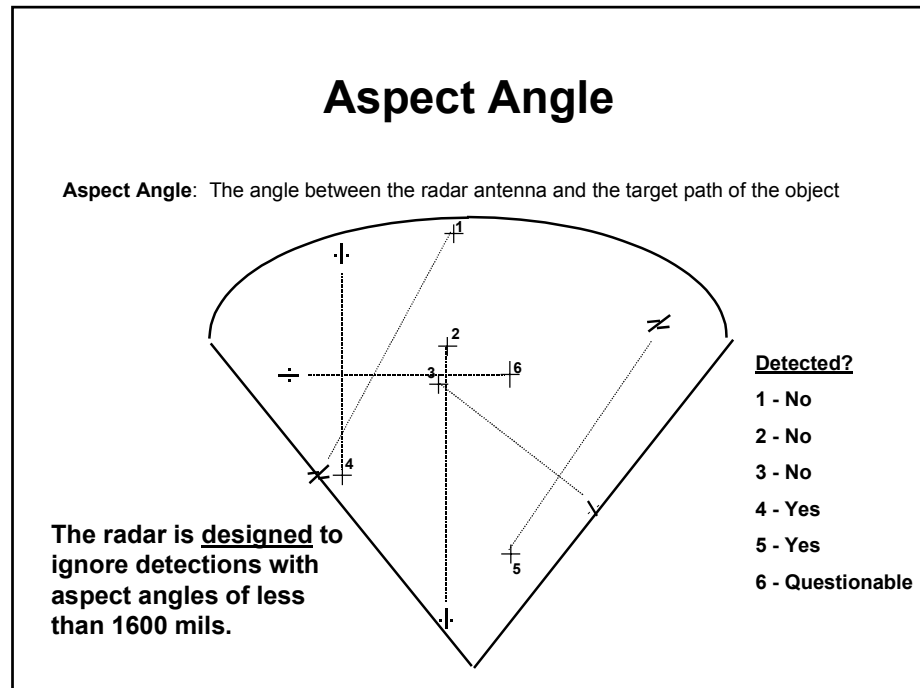 Aspect Angle
Aspect Angle: The angle between the radar antenna and the target path of the object
1
2
3
6
4
5
Detected?
1 - No
2 - No
3 - No
4 - Yes
5 - Yes
6 - Questionable
The radar is designed to
ignore detections with
aspect angles of less
than 1600 mils.